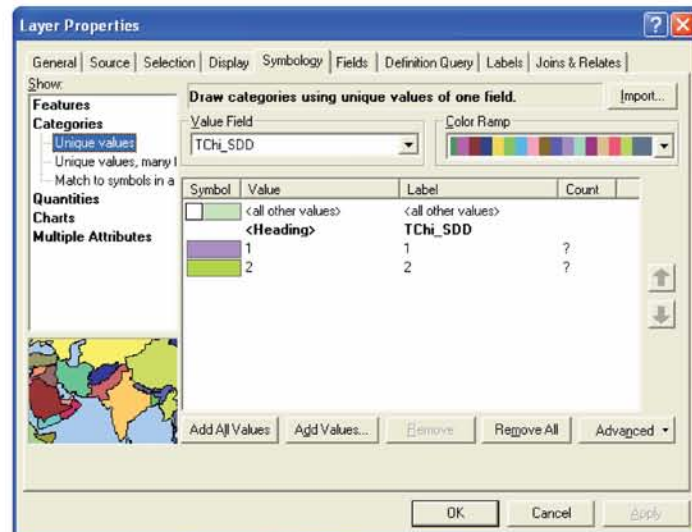 Layer Properties
General Source Selection Display Symbology Fields Definition Query Labels Joins & Relates
Show:
Features
Categories
Unique values
Unique values, many
Match to symbols in a
Quantities
Charts
Multiple Attributes
Draw categories using unique values of one field.
Import...
Value Field
TChi_SDD
Color Ramp
Symbol Value Label Count
<all other values> <all other values>
<Heading> TChi_SDD
1 1 ?
2 2 ?
Add All Values Add Values... Remove Remove All Advanced
OK Cancel Apply